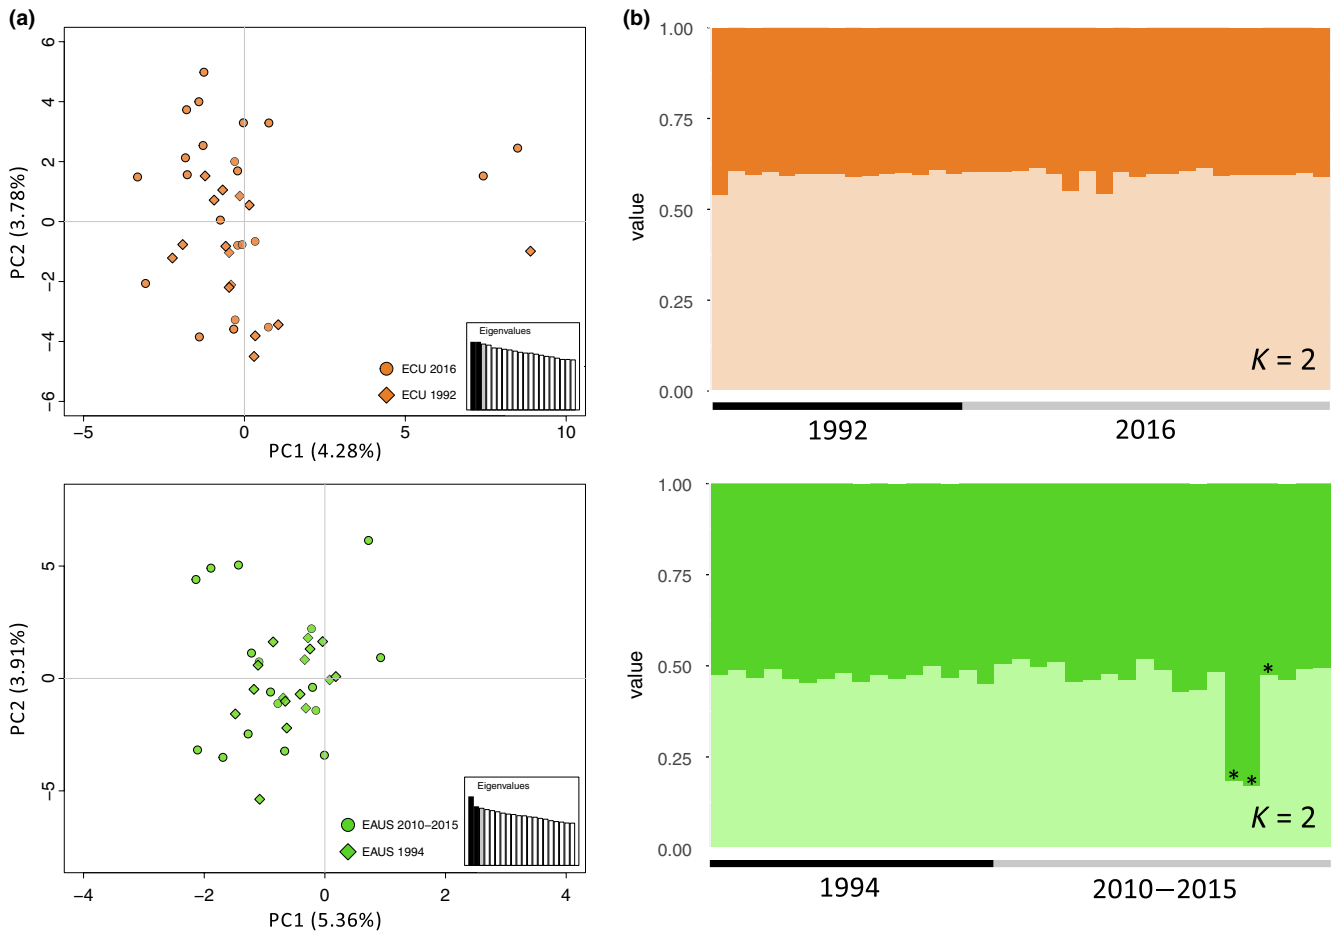 (a)
6
4
2
0
−2
−4
−6
PC2 (3.78%)
−5
0
5
10
PC1 (4.28%)
ECU 2016
ECU 1992
Eigenvalues
(b)
1.00
0.75
0.50
0.25
0.00
value
K = 2
1992
2016
5
0
−5
PC2 (3.91%)
−4
−2
0
2
4
PC1 (5.36%)
EAUS 2010−2015
EAUS 1994
Eigenvalues
1.00
0.75
0.50
0.25
0.00
value
*
* *
K = 2
1994
2010−2015